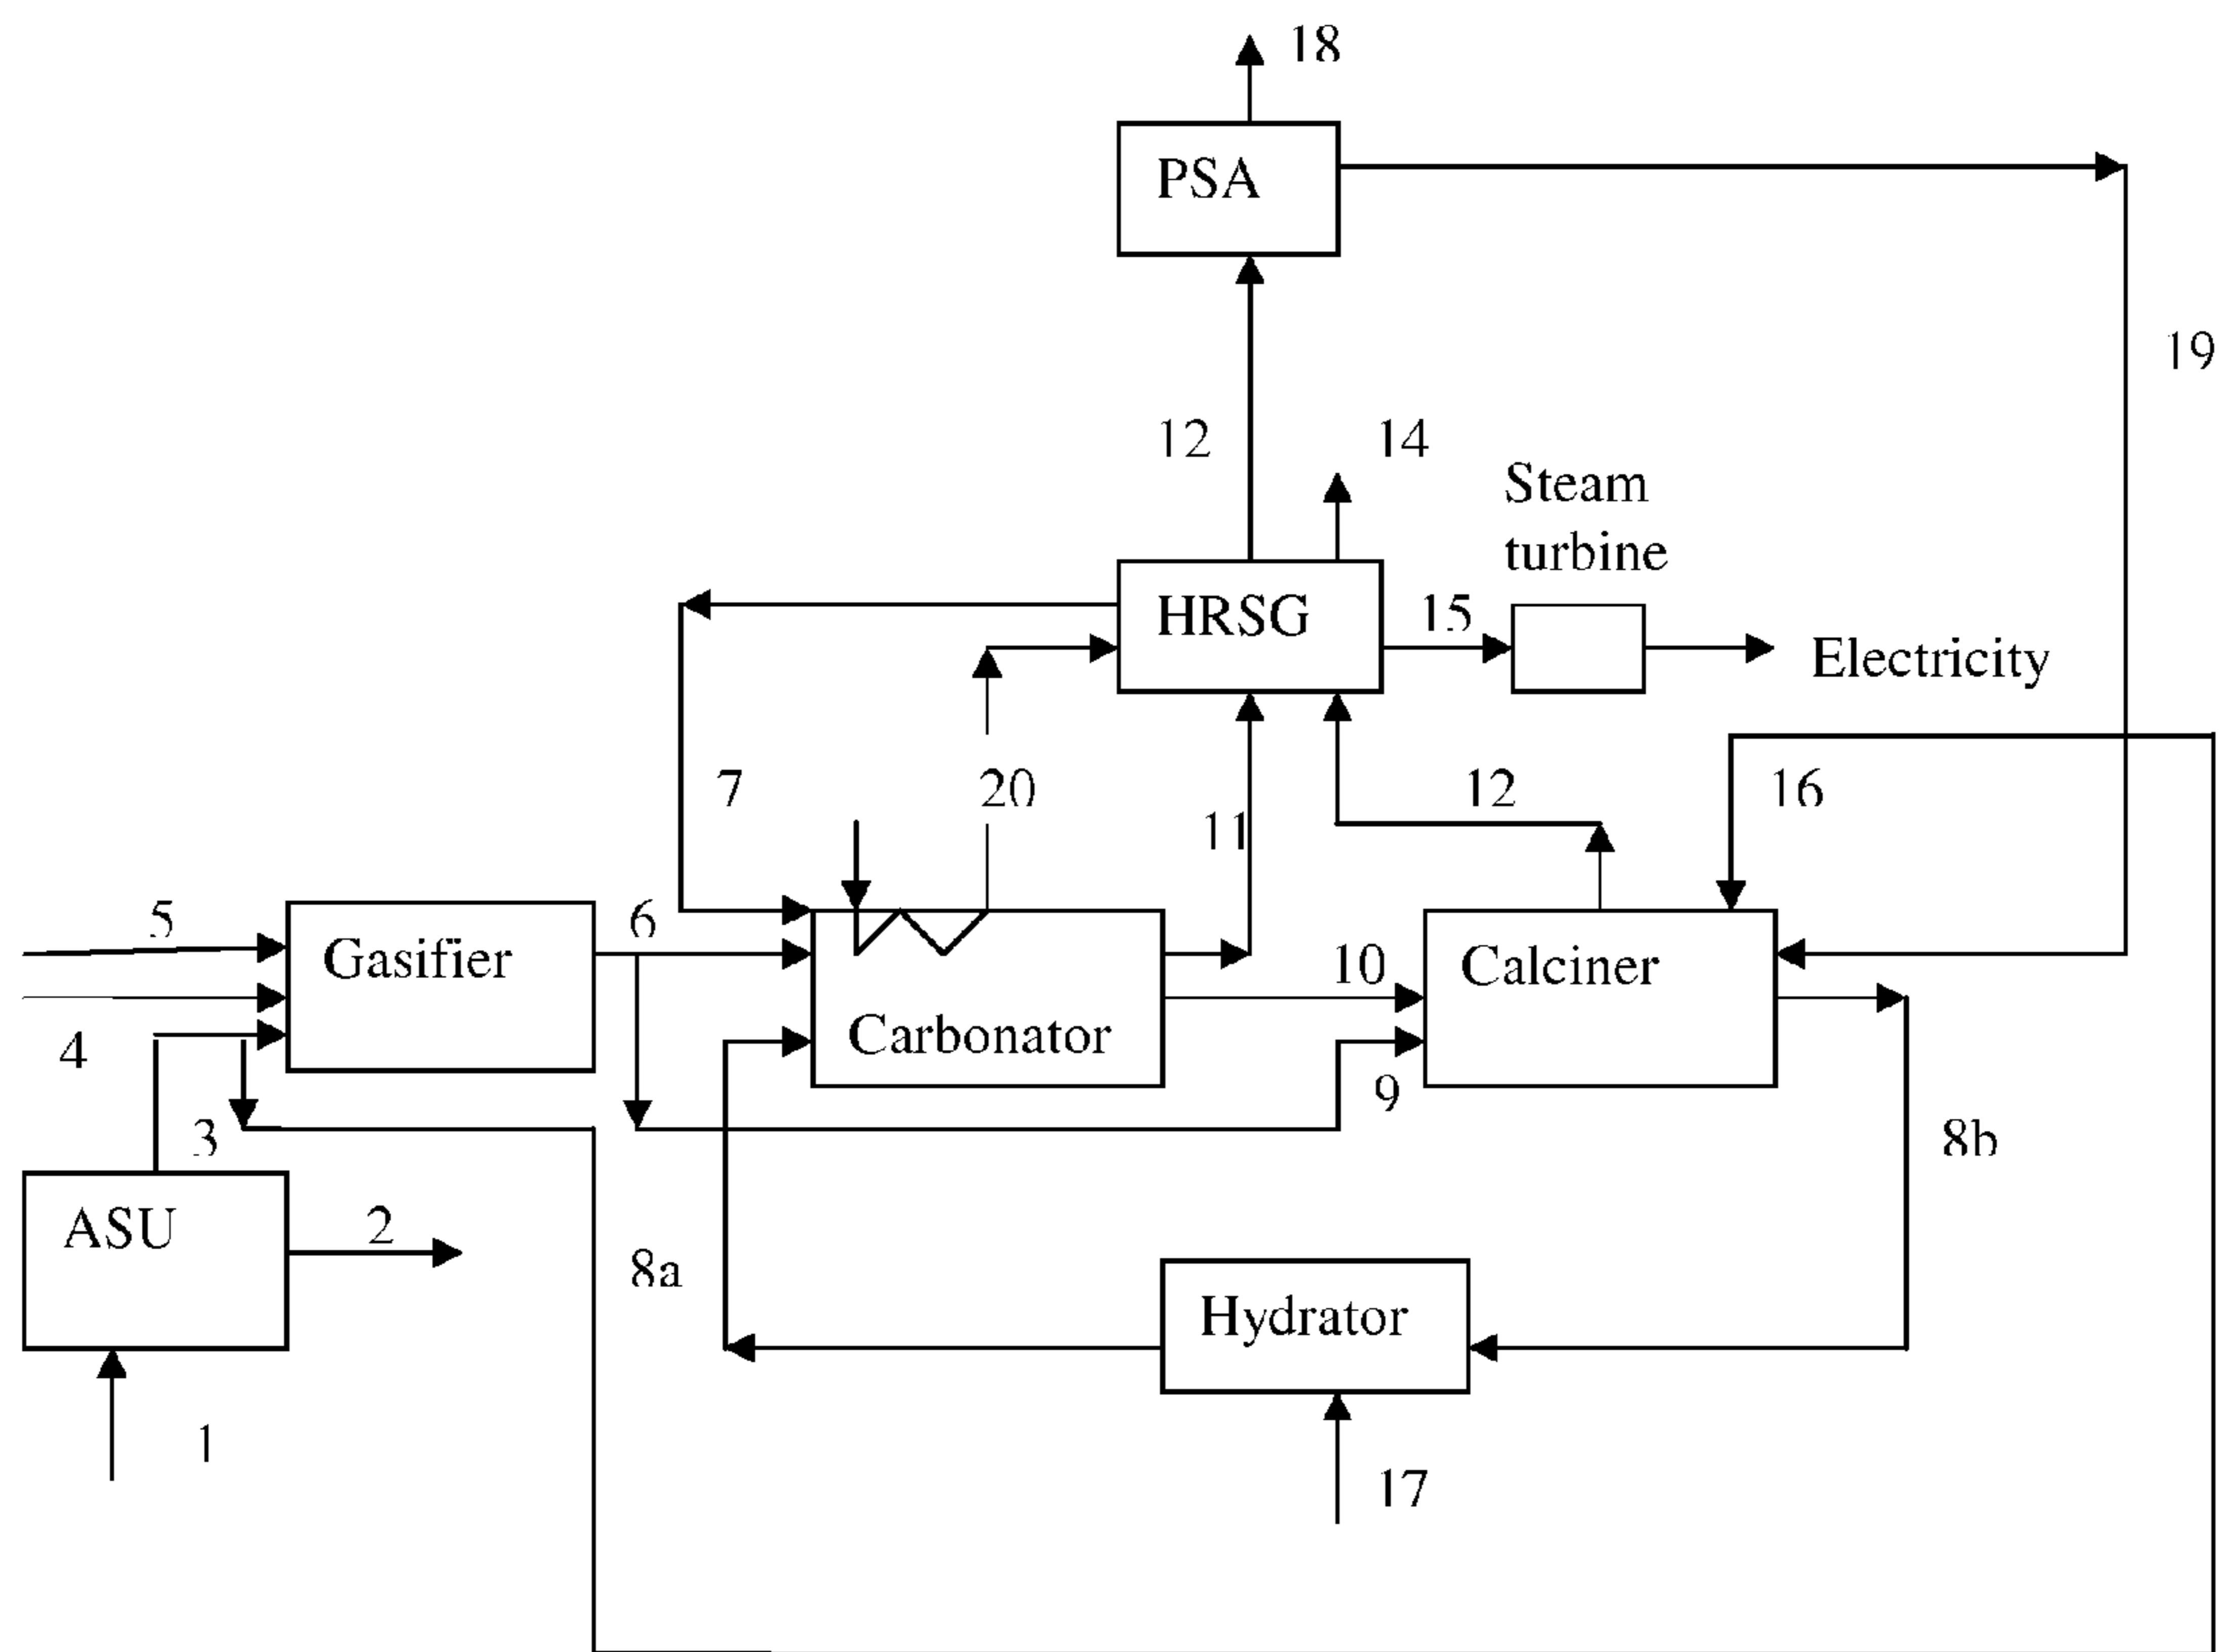 18
PSA
19
12
14
Steam
turbine
HRSG
15
Electricity
7
20
11
12
16
5
Gasifier
6
10
Calciner
4
Carbonator
9
3
8b
ASU
2
8a
Hydrator
1
17